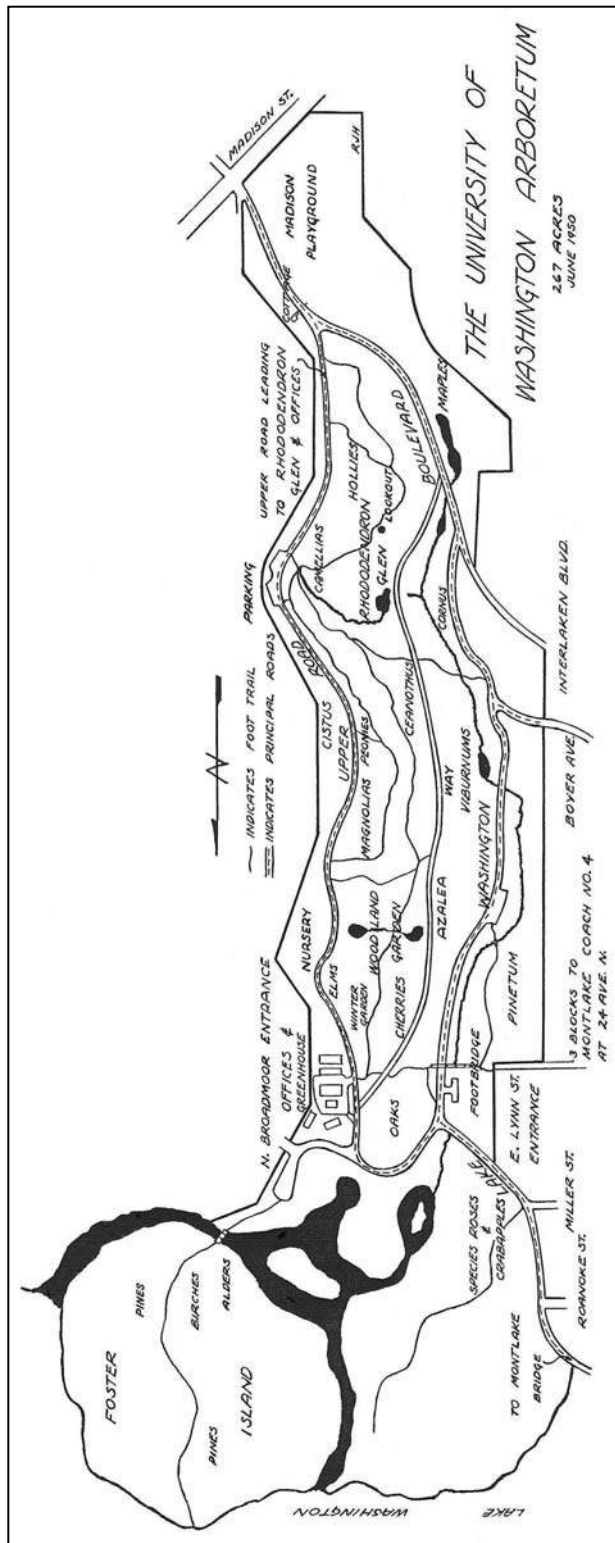 THE UNIVERSITY OF
WASHINGTON ARBORETUM
267 ACRES
JUNE 1950
RJH
MADISON ST.
MADISON
PLAYGROUND
COTTAGE
UPPER ROAD LEADING
TO RHODODENDRON
GLEN & OFFICES
PARKING
N
INDICATES FOOT TRAIL
INDICATES PRINCIPAL ROADS
N. BROADMOOR ENTRANCE
OFFICES &
GREENHOUSE
NURSERY
ELMS
CISTUS
UPPER
ROAD
CAMELLIAS
HOLLIES
RHODODENDRON
GLEN
LOOKOUT
MAGNOLIAS
PEONIES
CEANOTHUS
WINTER
GARDEN
WOODLAND
GARDEN
CHERRIES
AZALEA
WAY
OAKS
LAKE
WASHINGTON
BOULEVARD
MAPLES
CORNUS
VIBURNUMS
PINETUM
FOOTBRIDGE
E. LYNN ST.
ENTRANCE
3 BLOCKS TO
MONTLAKE COACH NO. 4
AT 24 AVE. N.
BOYER AVE.
INTERLAKEN BLVD.
MILLER ST.
ROANOKE ST.
TO MONTLAKE
BRIDGE
SPECIES ROSES
&
CRABAPPLES
FOSTER
ISLAND
PINES
PINES
BIRCHES
ALDERS
LAKE
WASHINGTON